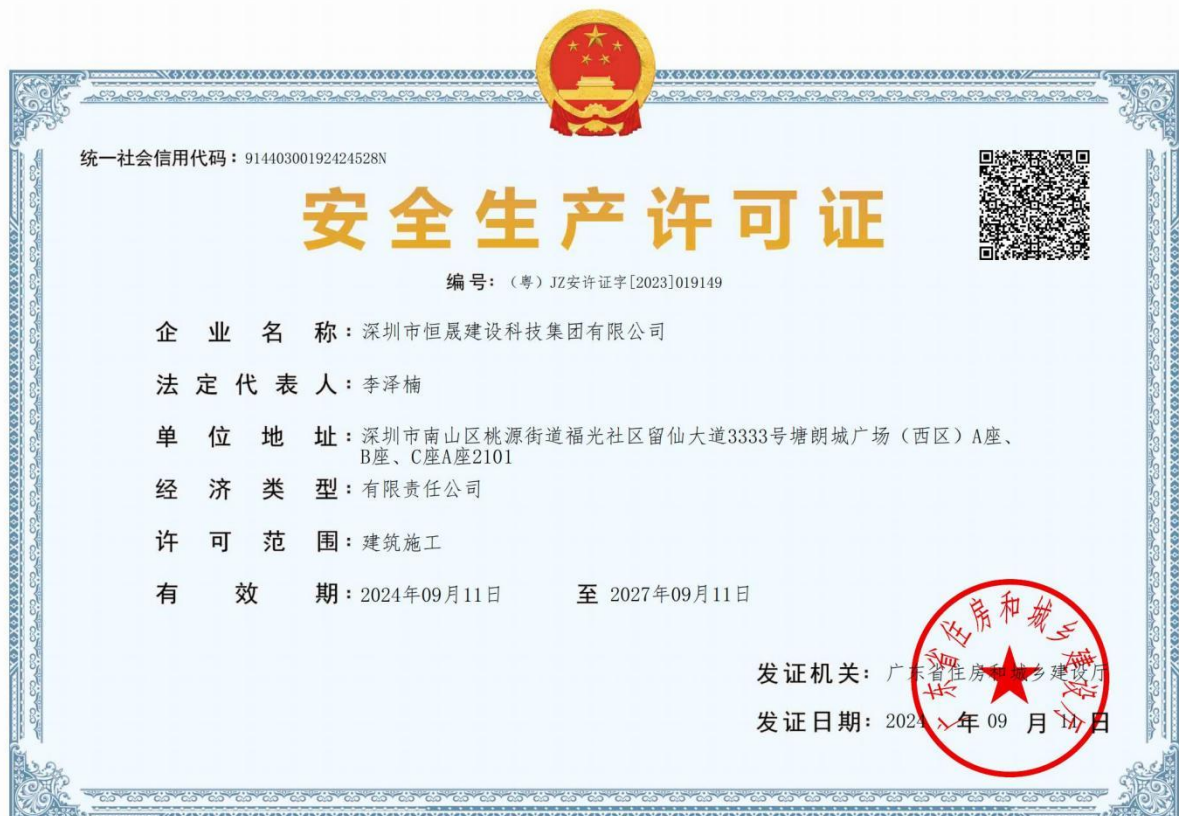 统一社会信用代码：91440300192424528N
安全生产许可证
编号：（粤）JZ安许证字[2023]019149
企业名称：深圳市恒晟建设科技集团有限公司
法定代表人：李泽楠
单位地址：深圳市南山区桃源街道福光社区留仙大道3333号塘朗城广场（西区）A座、
B座、C座A座2101
经济类型：有限责任公司
许可范围：建筑施工
有效期：2024年09月11日 至 2027年09月11日
发证机关：广东省住房和城乡建设厅
发证日期：2024年09月11日
广东省住房和城乡建设厅